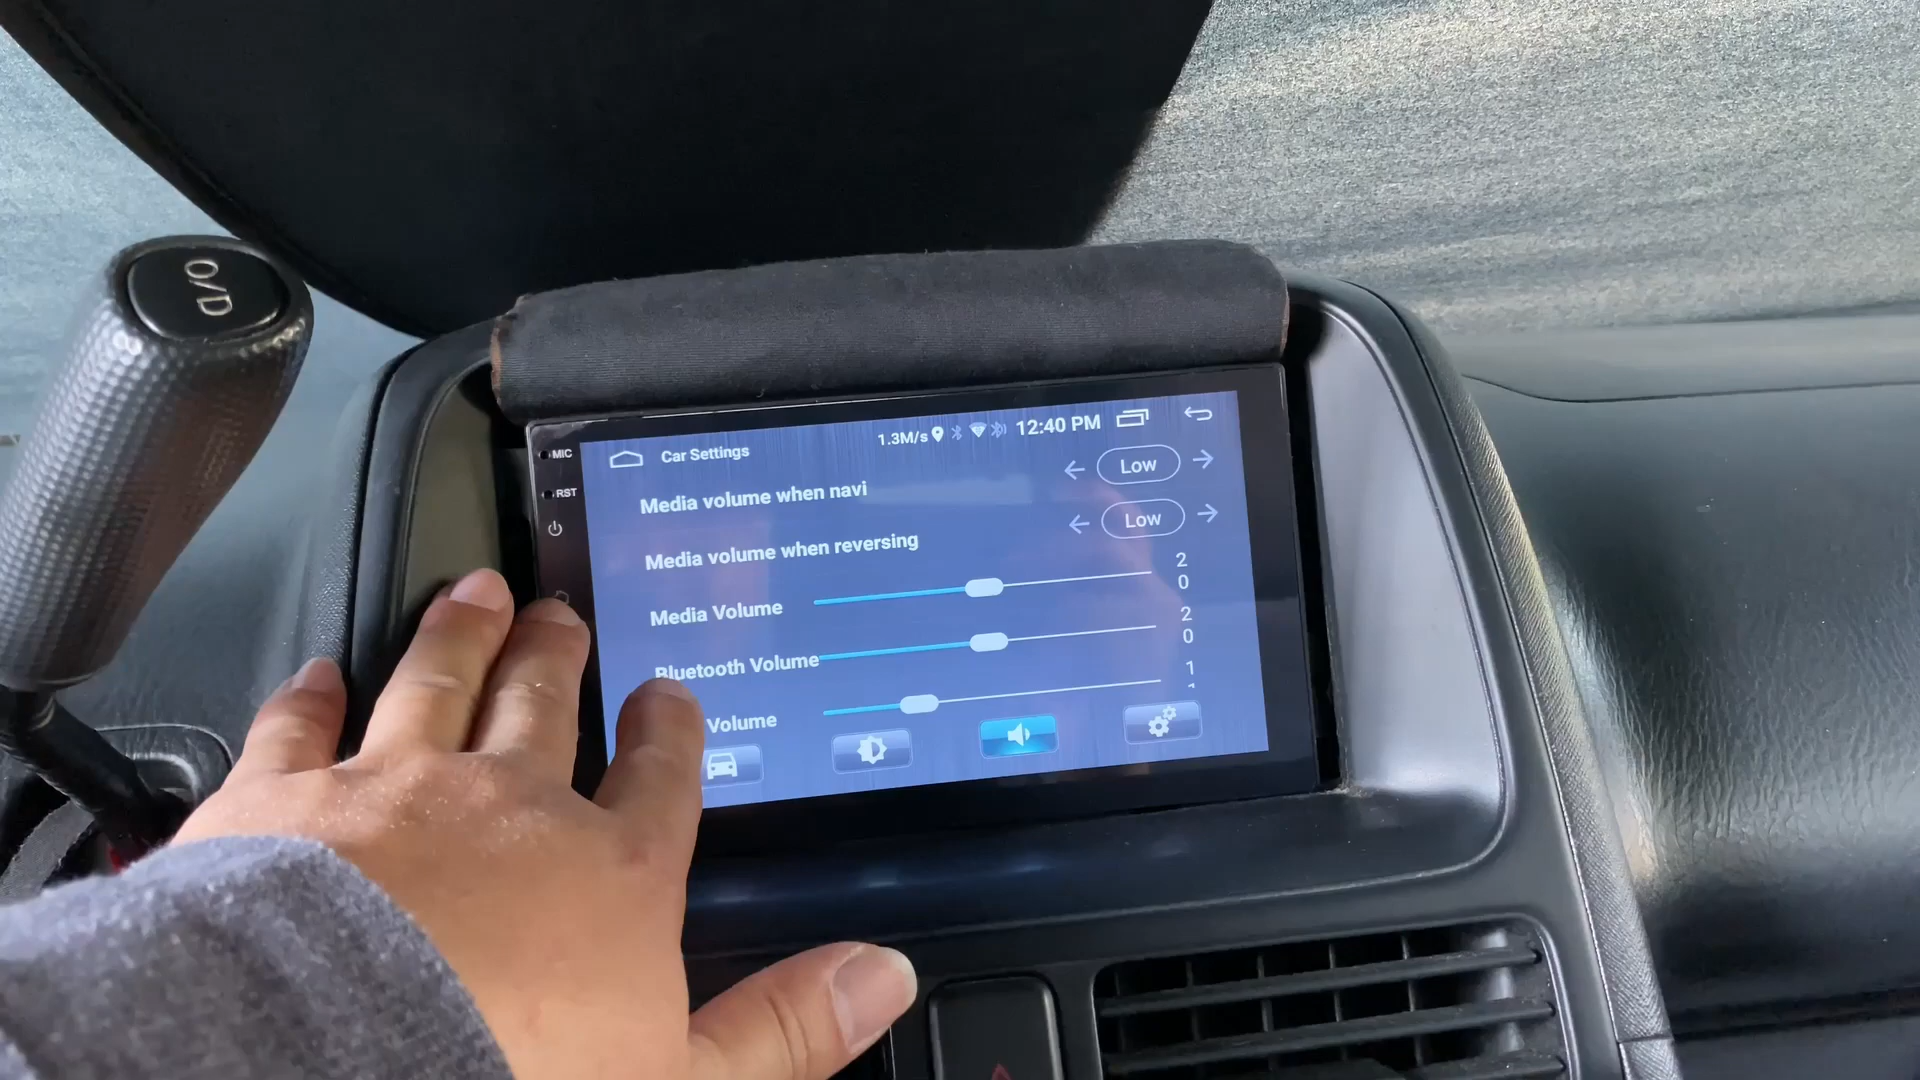 O/D
MIC
RST
Car Settings
1.3M/s
12:40 PM
Media volume when navi
Low
Media volume when reversing
Low
Media Volume
2
0
Bluetooth Volume
2
0
Volume
1